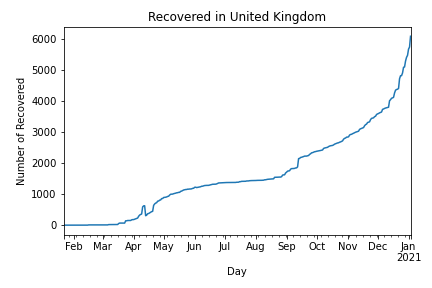 Recovered in United Kingdom
Number of Recovered
6000
5000
4000
3000
2000
1000
0
Feb Mar Apr May Jun Jul Aug Sep Oct Nov Dec Jan
2021
Day